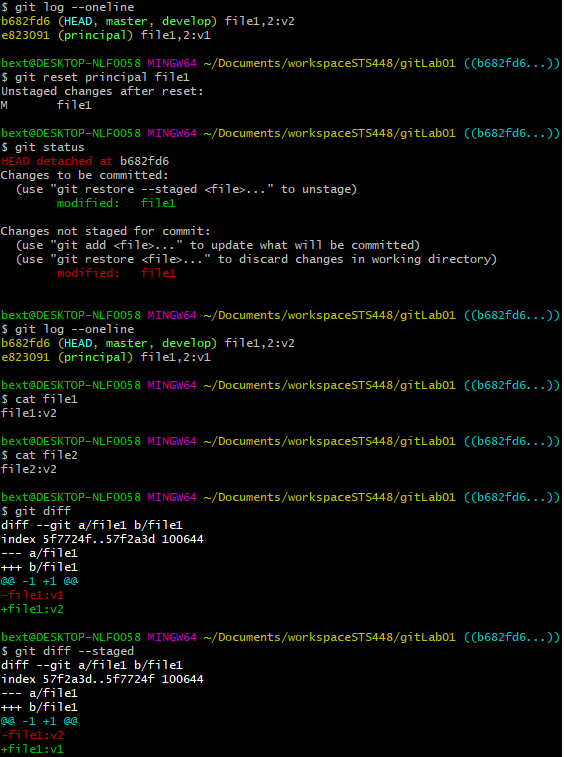 $ git log --oneline
b682fd6 (HEAD, master, develop) file1,2:v2
e823091 (principal) file1,2:v1
bext@DESKTOP-NLFOO58 MINGW64 ~/Documents/workspaceSTS448/gitLab01 ((b682fd6...))
$ git reset principal file1
Unstaged changes after reset:
M       file1
bext@DESKTOP-NLFOO58 MINGW64 ~/Documents/workspaceSTS448/gitLab01 ((b682fd6...))
$ git status
HEAD detached at b682fd6
Changes to be committed:
  (use "git restore --staged <file>..." to unstage)
        modified:   file1
Changes not staged for commit:
  (use "git add <file>..." to update what will be committed)
  (use "git restore <file>..." to discard changes in working directory)
        modified:   file1
bext@DESKTOP-NLFOO58 MINGW64 ~/Documents/workspaceSTS448/gitLab01 ((b682fd6...))
$ git log --oneline
b682fd6 (HEAD, master, develop) file1,2:v2
e823091 (principal) file1,2:v1
bext@DESKTOP-NLFOO58 MINGW64 ~/Documents/workspaceSTS448/gitLab01 ((b682fd6...))
$ cat file1
file1:v2
bext@DESKTOP-NLFOO58 MINGW64 ~/Documents/workspaceSTS448/gitLab01 ((b682fd6...))
$ cat file2
file2:v2
bext@DESKTOP-NLFOO58 MINGW64 ~/Documents/workspaceSTS448/gitLab01 ((b682fd6...))
$ git diff
diff --git a/file1 b/file1
index 5f7724f..57f2a3d 100644
--- a/file1
+++ b/file1
@@ -1 +1 @@
-file1:v1
+file1:v2
bext@DESKTOP-NLFOO58 MINGW64 ~/Documents/workspaceSTS448/gitLab01 ((b682fd6...))
$ git diff --staged
diff --git a/file1 b/file1
index 57f2a3d..5f7724f 100644
--- a/file1
+++ b/file1
@@ -1 +1 @@
-file1:v2
+file1:v1